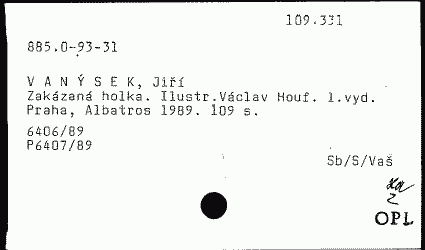 109.331
885.0-93-31
V A N Ý S E K, Jiří
Zakázaná holka. Ilustr.Václav Houf. 1.vyd.
Praha, Albatros 1989. 109 s.
6406/89
P6407/89
Sb/S/Vaš
2
OPL